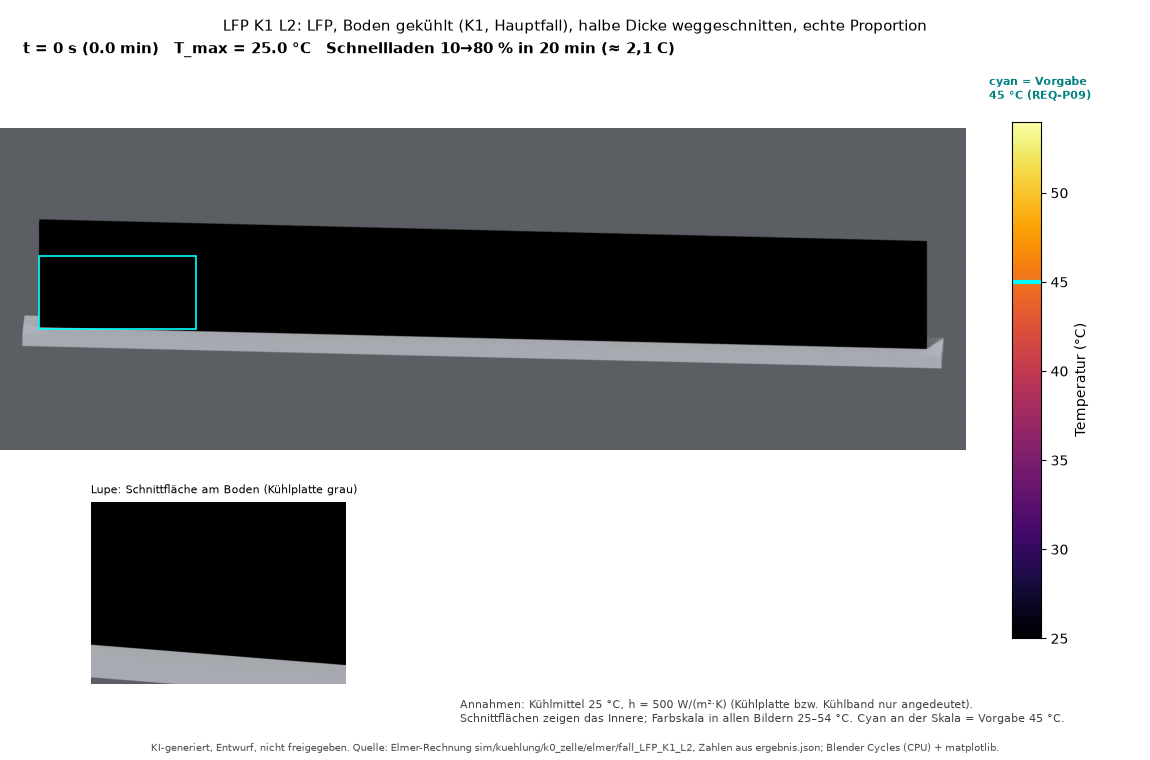 LFP K1 L2: LFP, Boden gekühlt (K1, Hauptfall), halbe Dicke weggeschnitten, echte Proportion
t = 0 s (0.0 min)   T_max = 25.0 °C   Schnellladen 10→80 % in 20 min (≈ 2,1 C)
cyan = Vorgabe
45 °C (REQ-P09)
50
45
40
35
30
25
Temperatur (°C)
Lupe: Schnittfläche am Boden (Kühlplatte grau)
Annahmen: Kühlmittel 25 °C, h = 500 W/(m²·K) (Kühlplatte bzw. Kühlband nur angedeutet).
Schnittflächen zeigen das Innere; Farbskala in allen Bildern 25–54 °C. Cyan an der Skala = Vorgabe 45 °C.
KI-generiert, Entwurf, nicht freigegeben. Quelle: Elmer-Rechnung sim/kuehlung/k0_zelle/elmer/fall_LFP_K1_L2, Zahlen aus ergebnis.json; Blender Cycles (CPU) + matplotlib.